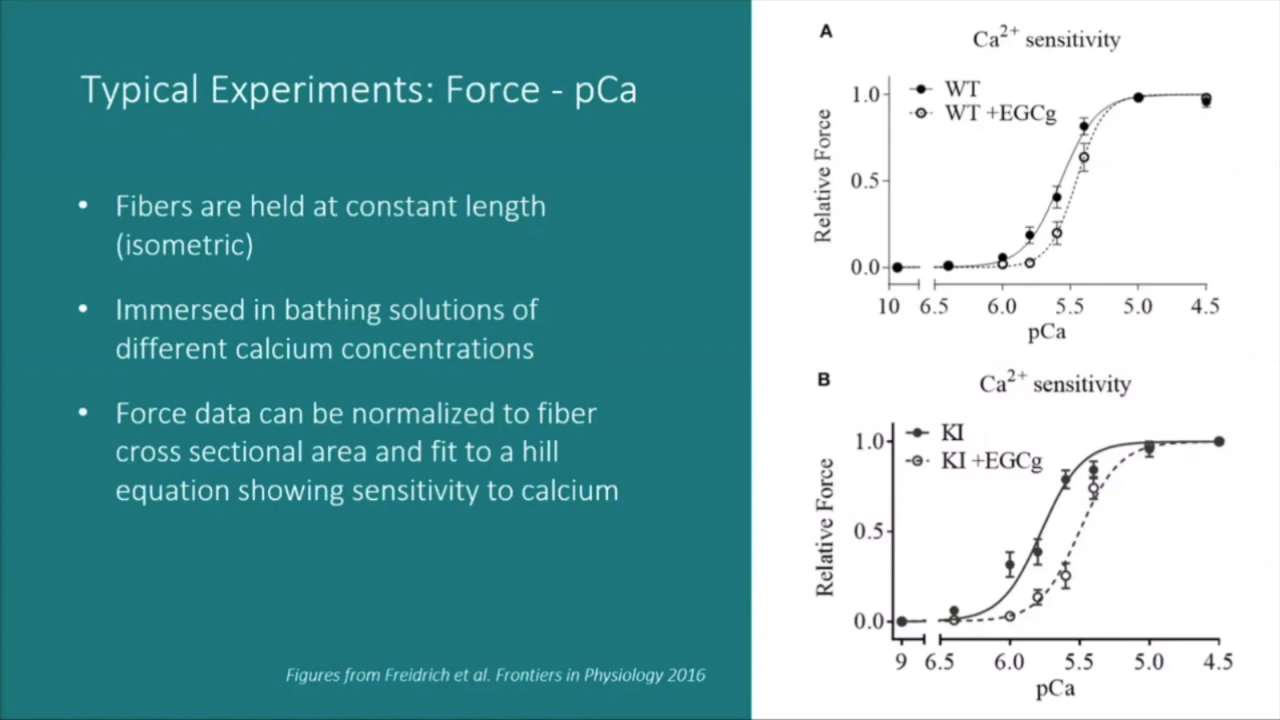 Typical Experiments: Force - pCa
• Fibers are held at constant length
(isometric)
• Immersed in bathing solutions of
different calcium concentrations
• Force data can be normalized to fiber
cross sectional area and fit to a hill
equation showing sensitivity to calcium
Figures from Freidrich et al. Frontiers in Physiology 2016
A
Ca²⁺ sensitivity
WT
WT +EGCg
Relative Force
1.0
0.5
0.0
10 6.5 6.0 5.5 5.0 4.5
pCa
B
Ca²⁺ sensitivity
KI
KI +EGCg
Relative Force
1.0
0.5
0.0
9 6.5 6.0 5.5 5.0 4.5
pCa